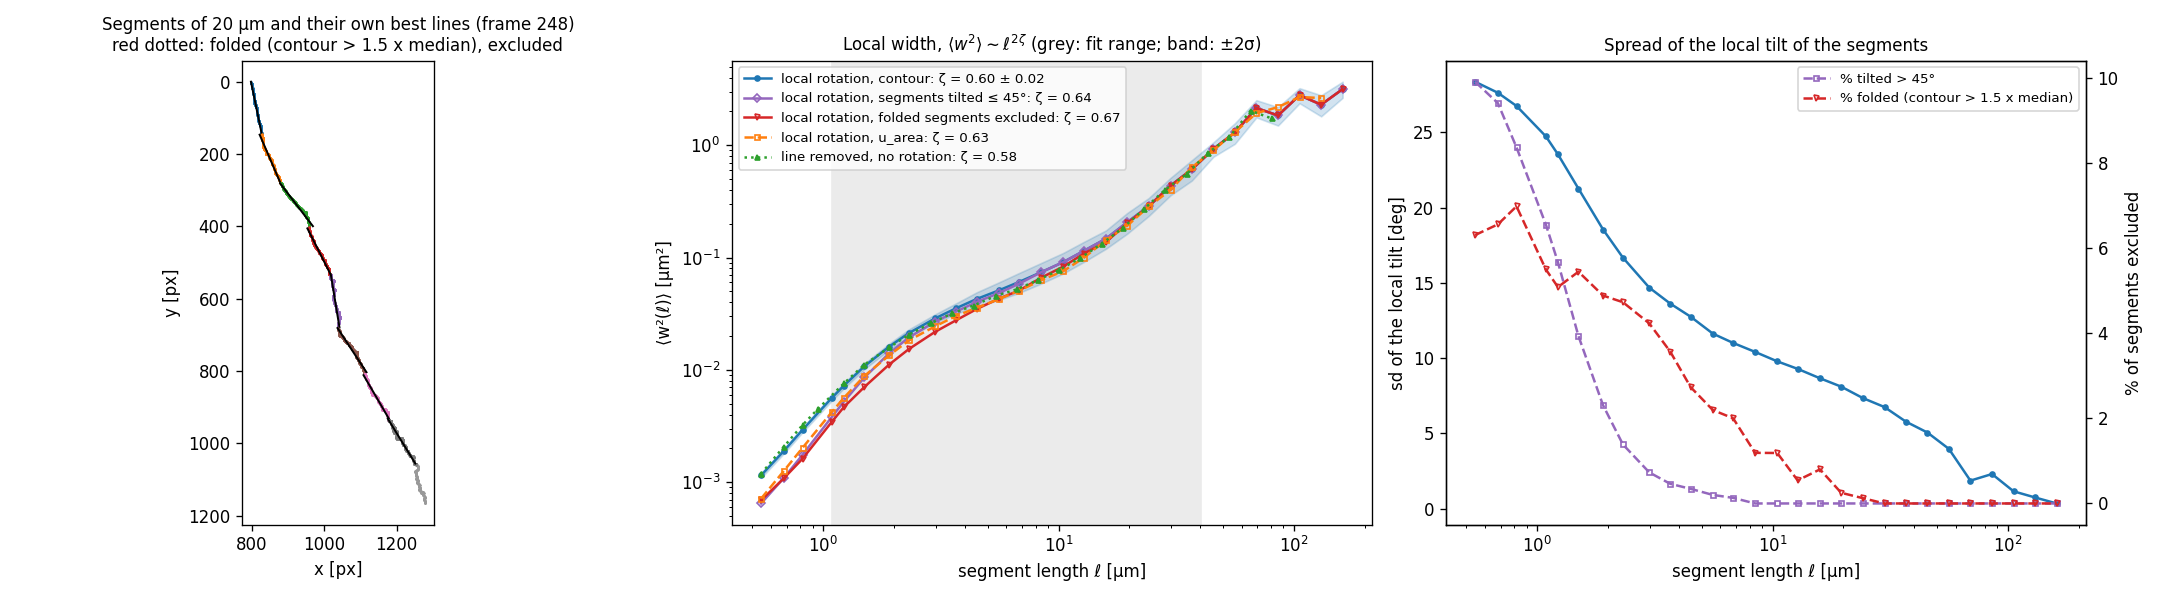 Segments of 20 µm and their own best lines (frame 248)
red dotted: folded (contour > 1.5 x median), excluded
0
200
400
600
800
1000
1200
y [px]
800
1000
1200
x [px]
Local width, ⟨w²⟩ ~ ℓ²ᶻ (grey: fit range; band: ±2σ)
local rotation, contour: ζ = 0.60 ± 0.02
local rotation, segments tilted ≤ 45°: ζ = 0.64
local rotation, folded segments excluded: ζ = 0.67
local rotation, u_area: ζ = 0.63
line removed, no rotation: ζ = 0.58
10⁰
10⁻¹
10⁻²
10⁻³
⟨w²(ℓ)⟩ [µm²]
10⁰
10¹
10²
segment length ℓ [µm]
Spread of the local tilt of the segments
% tilted > 45°
% folded (contour > 1.5 x median)
25
20
15
10
5
0
sd of the local tilt [deg]
10
8
6
4
2
0
% of segments excluded
10⁰
10¹
10²
segment length ℓ [µm]